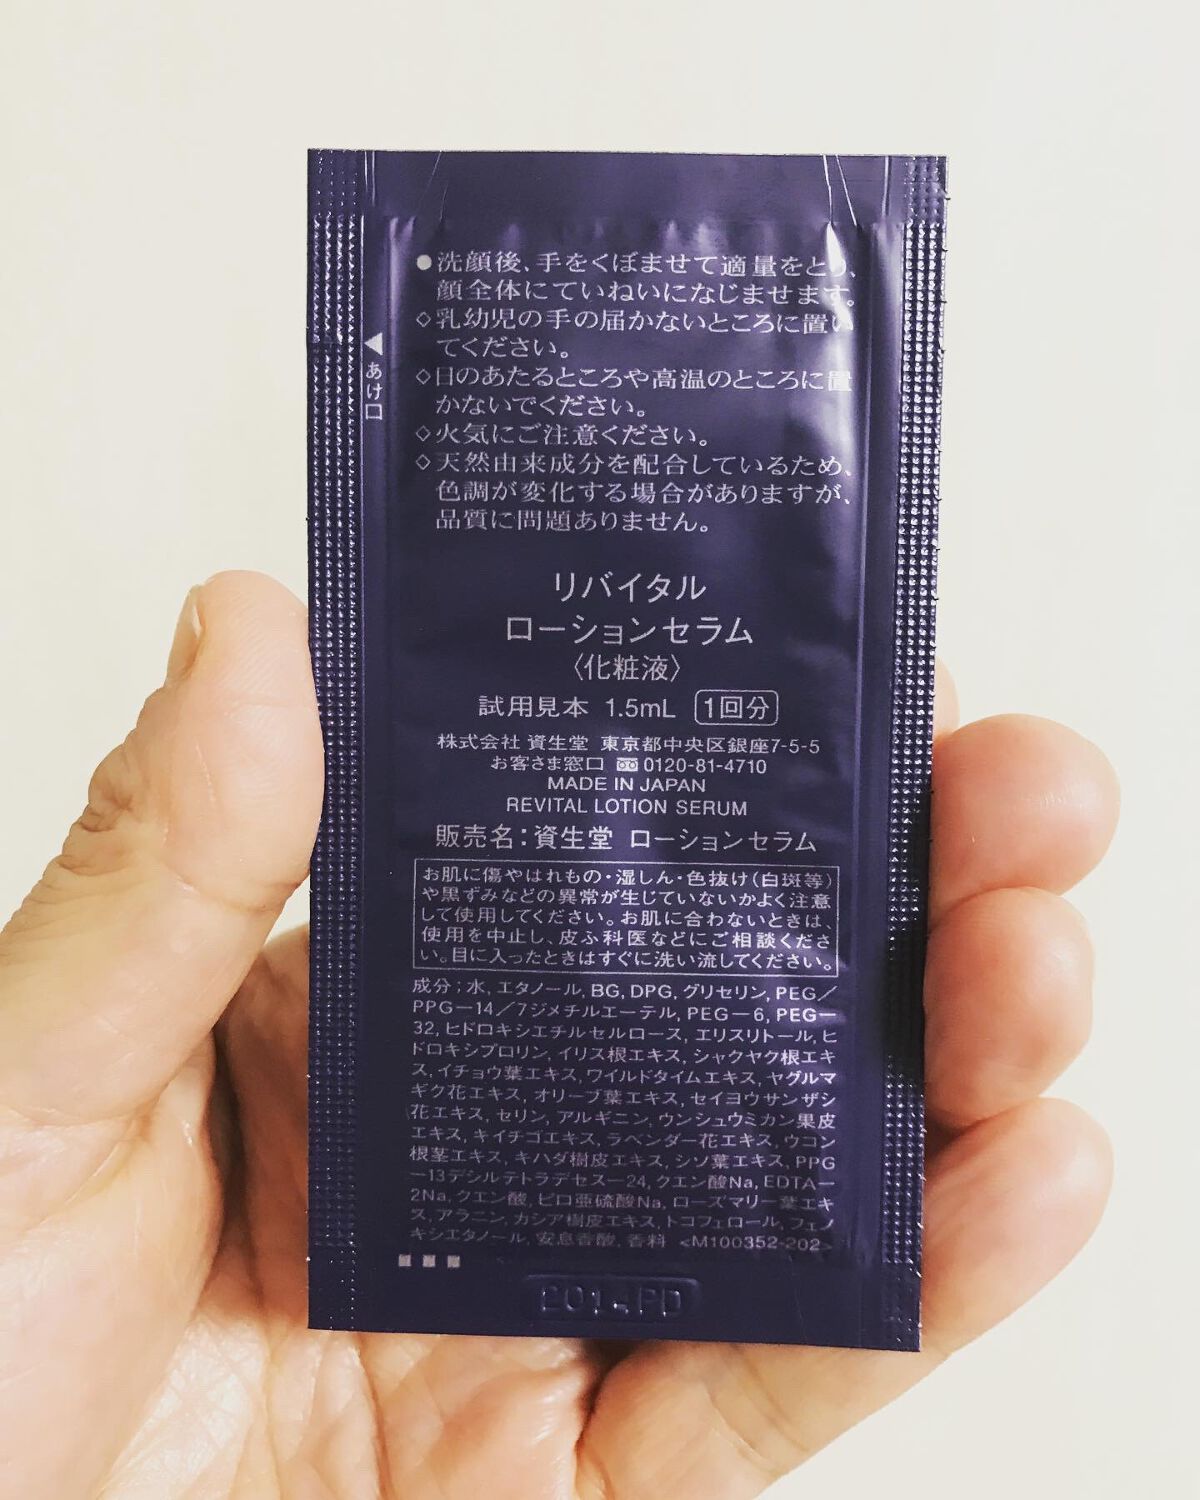 ●洗顔後、手をくぼませて適量をとり、
顔全体にていねいになじませます。
◇乳幼児の手の届かないところに置い
てください。
◇日のあたるところや高温のところに置
かないでください。
◇火気にご注意ください。
◇天然由来成分を配合しているため、
色調が変化する場合がありますが、
品質に問題ありません。
◀あけ口
リバイタル
ローションセラム
〈化粧液〉
試用見本 1.5mL 1回分
株式会社 資生堂 東京都中央区銀座7-5-5
お客さま窓口 0120-81-4710
MADE IN JAPAN
REVITAL LOTION SERUM
販売名：資生堂 ローションセラム
お肌に傷やはれもの・湿しん・色抜け（白斑等）
や黒ずみなどの異常が生じていないかよく注意
して使用してください。お肌に合わないときは、
使用を中止し、皮ふ科医などにご相談くださ
い。目に入ったときはすぐに洗い流してください。
成分；水, エタノール, BG, DPG, グリセリン, PEG／
PPG－14／7ジメチルエーテル, PEG－6, PEG－
32, ヒドロキシエチルセルロース, エリスリトール, ヒ
ドロキシプロリン, イリス根エキス, シャクヤク根エキ
ス, イチョウ葉エキス, ワイルドタイムエキス, ヤグルマ
ギク花エキス, オリーブ葉エキス, セイヨウサンザシ
花エキス, セリン, アルギニン, ウンシュウミカン果皮
エキス, キイチゴエキス, ラベンダー花エキス, ウコン
根茎エキス, キハダ樹皮エキス, シソ葉エキス, PPG
－13デシルテトラデセス－24, クエン酸Na, EDTA－
2Na, クエン酸, ピロ亜硫酸Na, ローズマリー葉エキ
ス, アラニン, カシア樹皮エキス, トコフェロール, フェノ
キシエタノール, 安息香酸, 香料 <M100352-202>